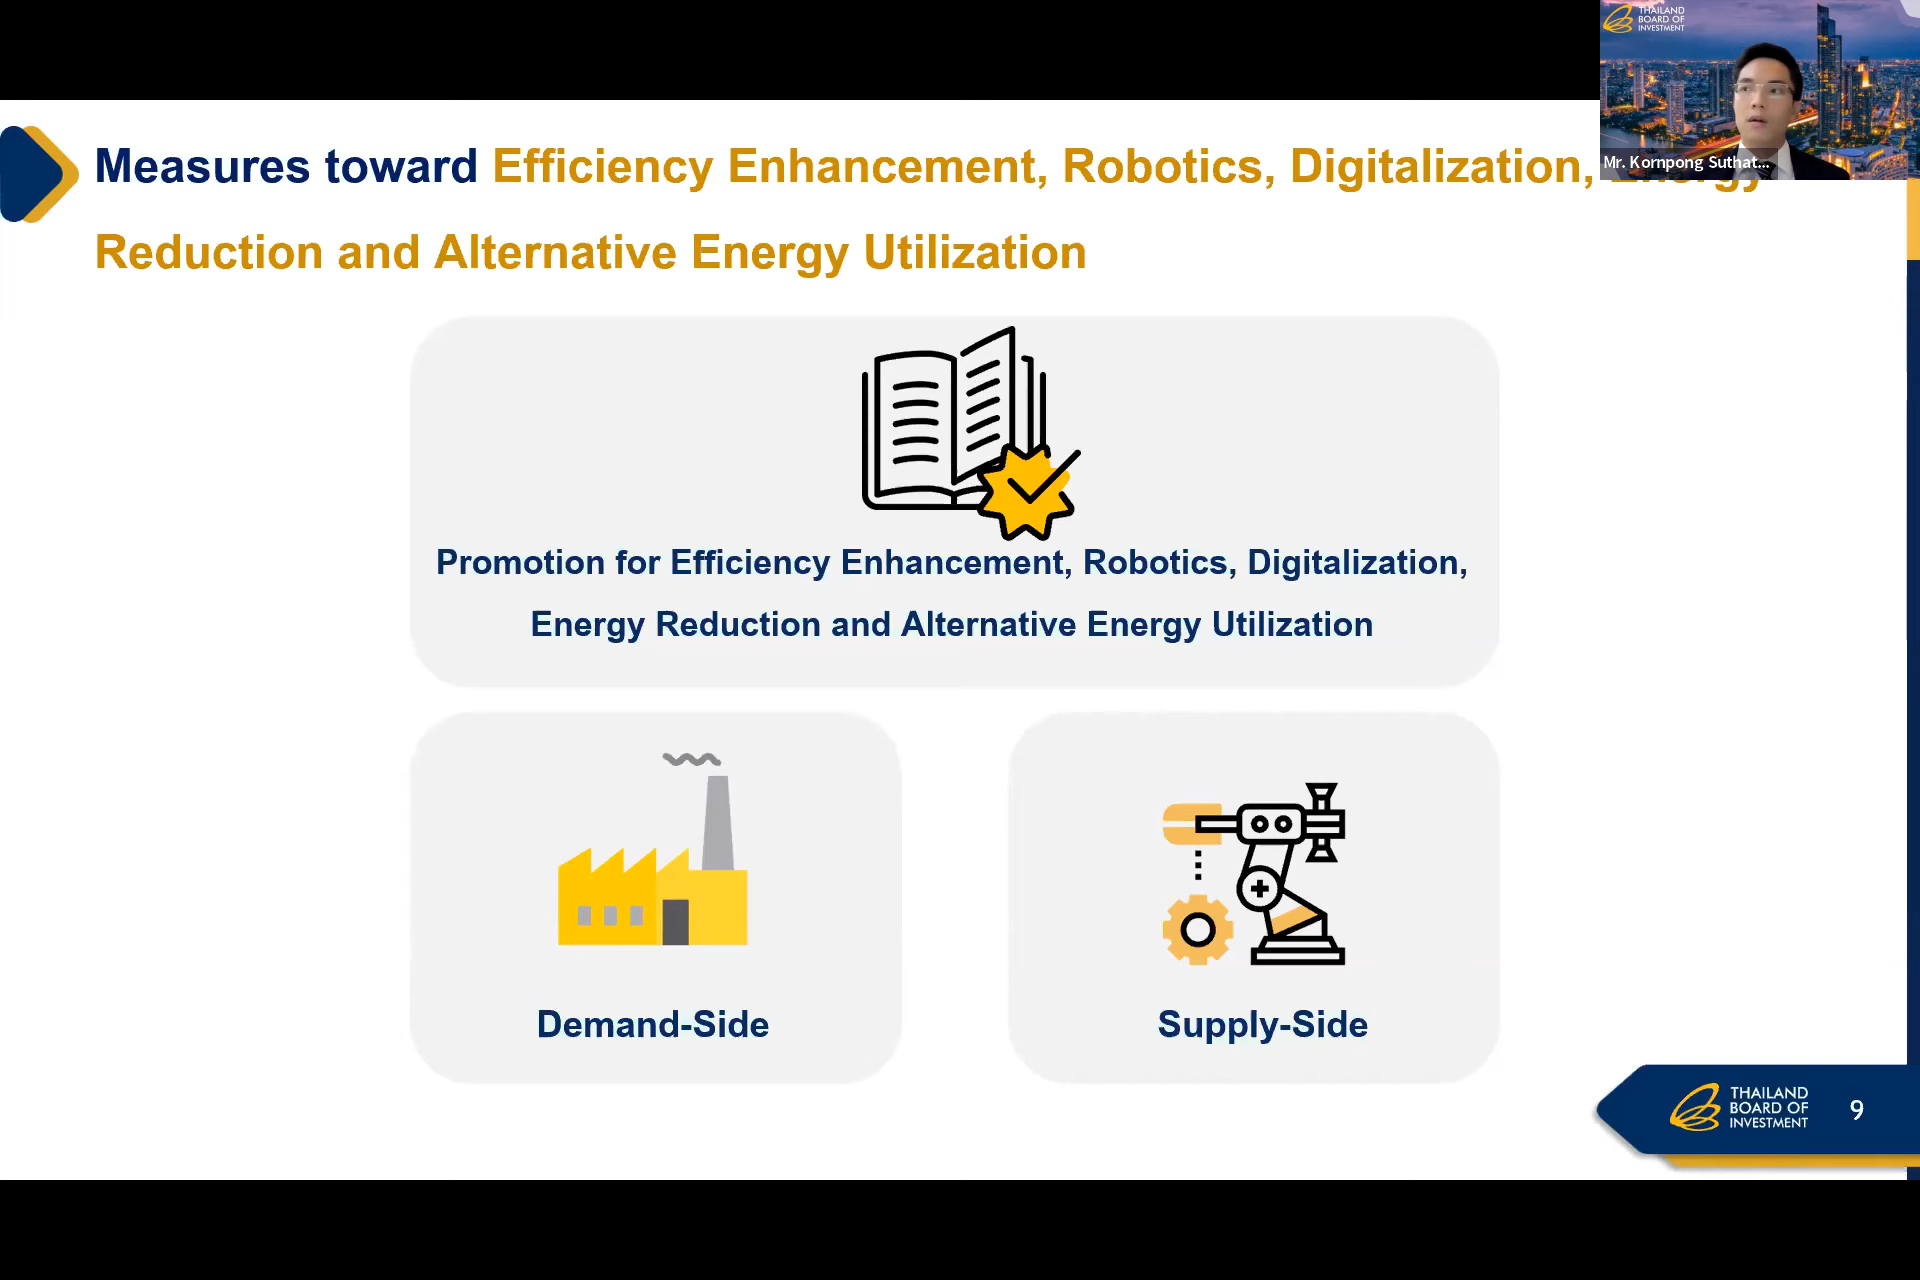 THAILAND
BOARD OF
INVESTMENT
Mr. Kornpong Suthat...
Measures toward Efficiency Enhancement, Robotics, Digitalization, Energy
Reduction and Alternative Energy Utilization
Promotion for Efficiency Enhancement, Robotics, Digitalization,
Energy Reduction and Alternative Energy Utilization
Demand-Side
Supply-Side
THAILAND
BOARD OF
INVESTMENT
9